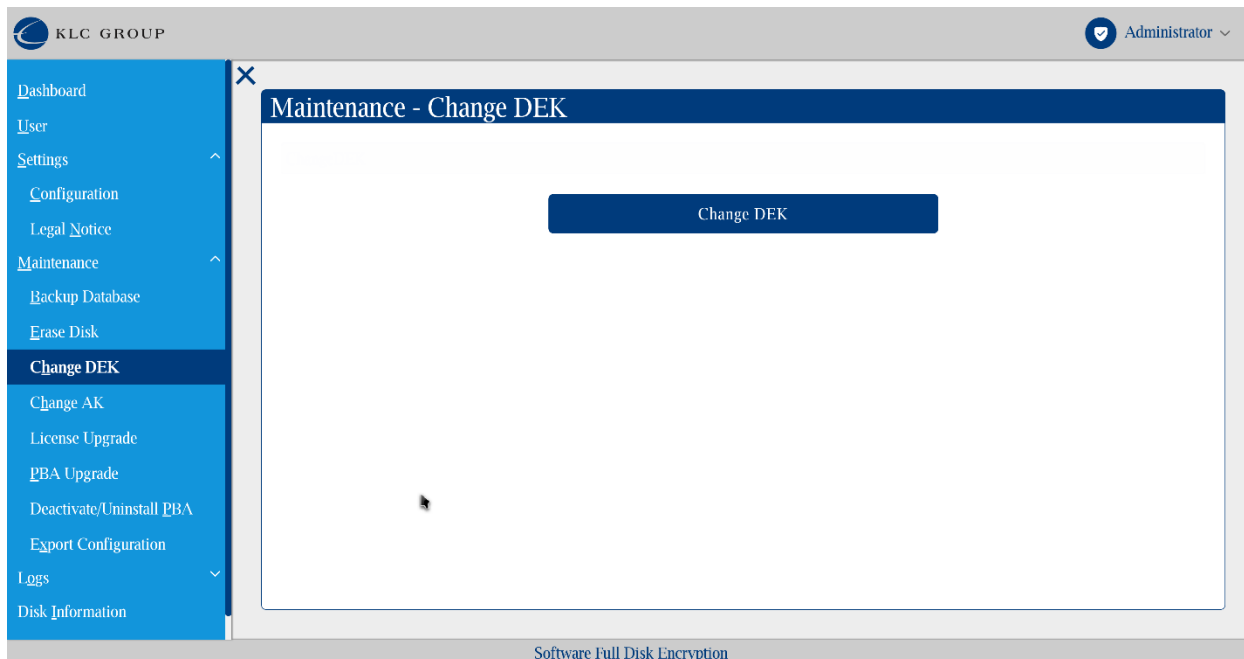 KLC GROUP
Administrator
Dashboard
User
Settings
Configuration
Legal Notice
Maintenance
Backup Database
Erase Disk
Change DEK
Change AK
License Upgrade
PBA Upgrade
Deactivate/Uninstall PBA
Export Configuration
Logs
Disk Information
Maintenance - Change DEK
Change DEK
Software Full Disk Encryption